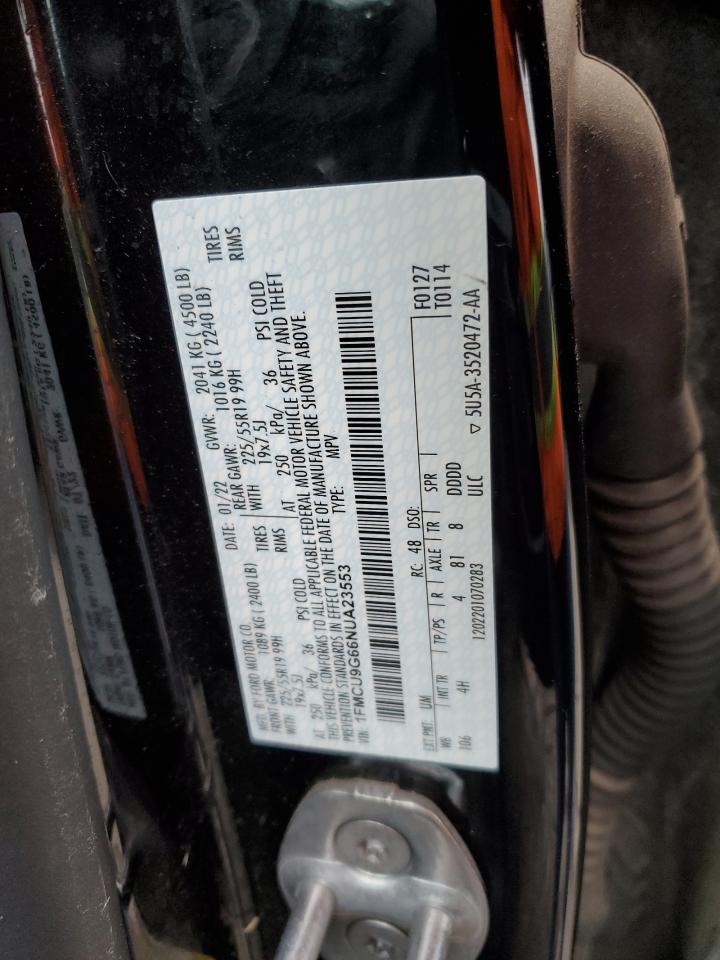 MFD. BY FORD MOTOR CO.
DATE: 01/22 GVWR: 2041 KG ( 4500 LB)
FRONT GAWR: 1089 KG ( 2400 LB) REAR GAWR: 1016 KG ( 2240 LB)
WITH 225/55R19 99H TIRES WITH 225/55R19 99H TIRES
19x7.5J RIMS 19x7.5J RIMS
AT 250 kPa/ 36 PSI COLD AT 250 kPa/ 36 PSI COLD
THIS VEHICLE CONFORMS TO ALL APPLICABLE FEDERAL MOTOR VEHICLE SAFETY AND THEFT
PREVENTION STANDARDS IN EFFECT ON THE DATE OF MANUFACTURE SHOWN ABOVE.
VIN: 1FMCU9G66NUA23553 TYPE: MPV
F0127
T0114
EXT PNT: UM RC: 48 DSO:
WB INT TR TP/PS R AXLE TR SPR
106 4H 4 81 8 DDDD
1202201070283 ULC ▽ 5U5A-3520472-AA